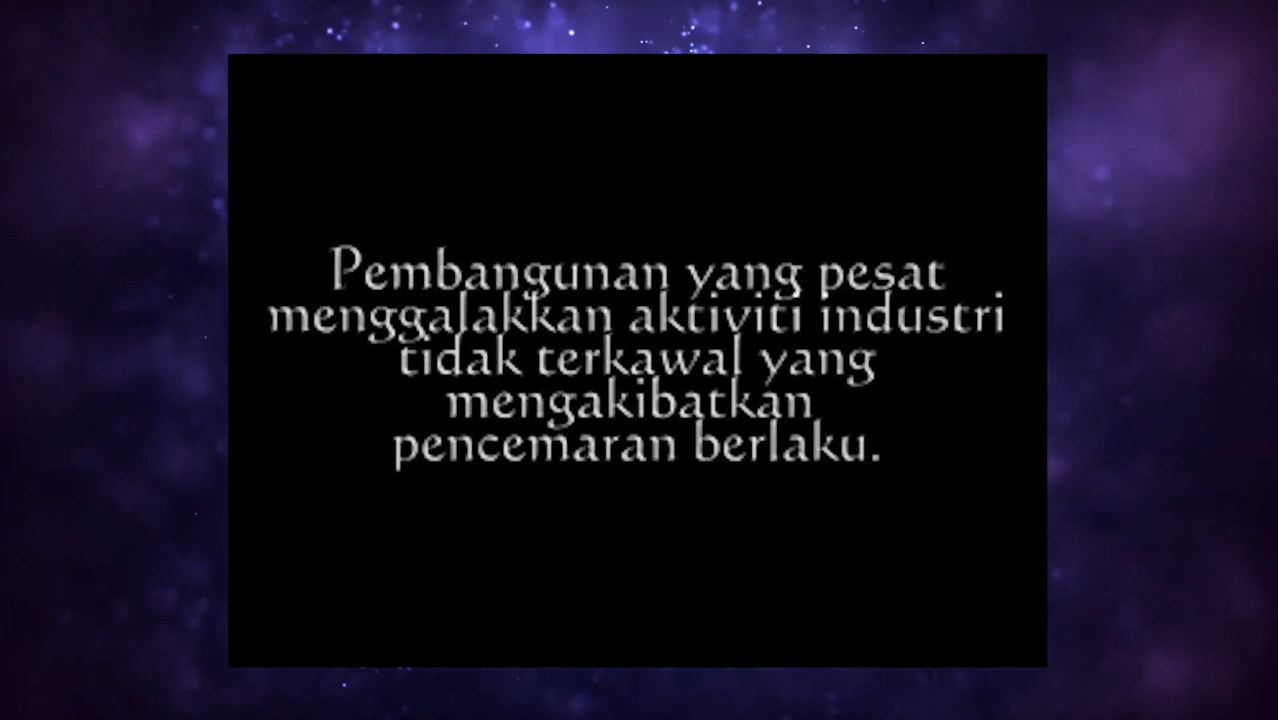 Pembangunan yang pesat
menggalakkan aktiviti industri
tidak terkawal yang
mengakibatkan
pencemaran berlaku.